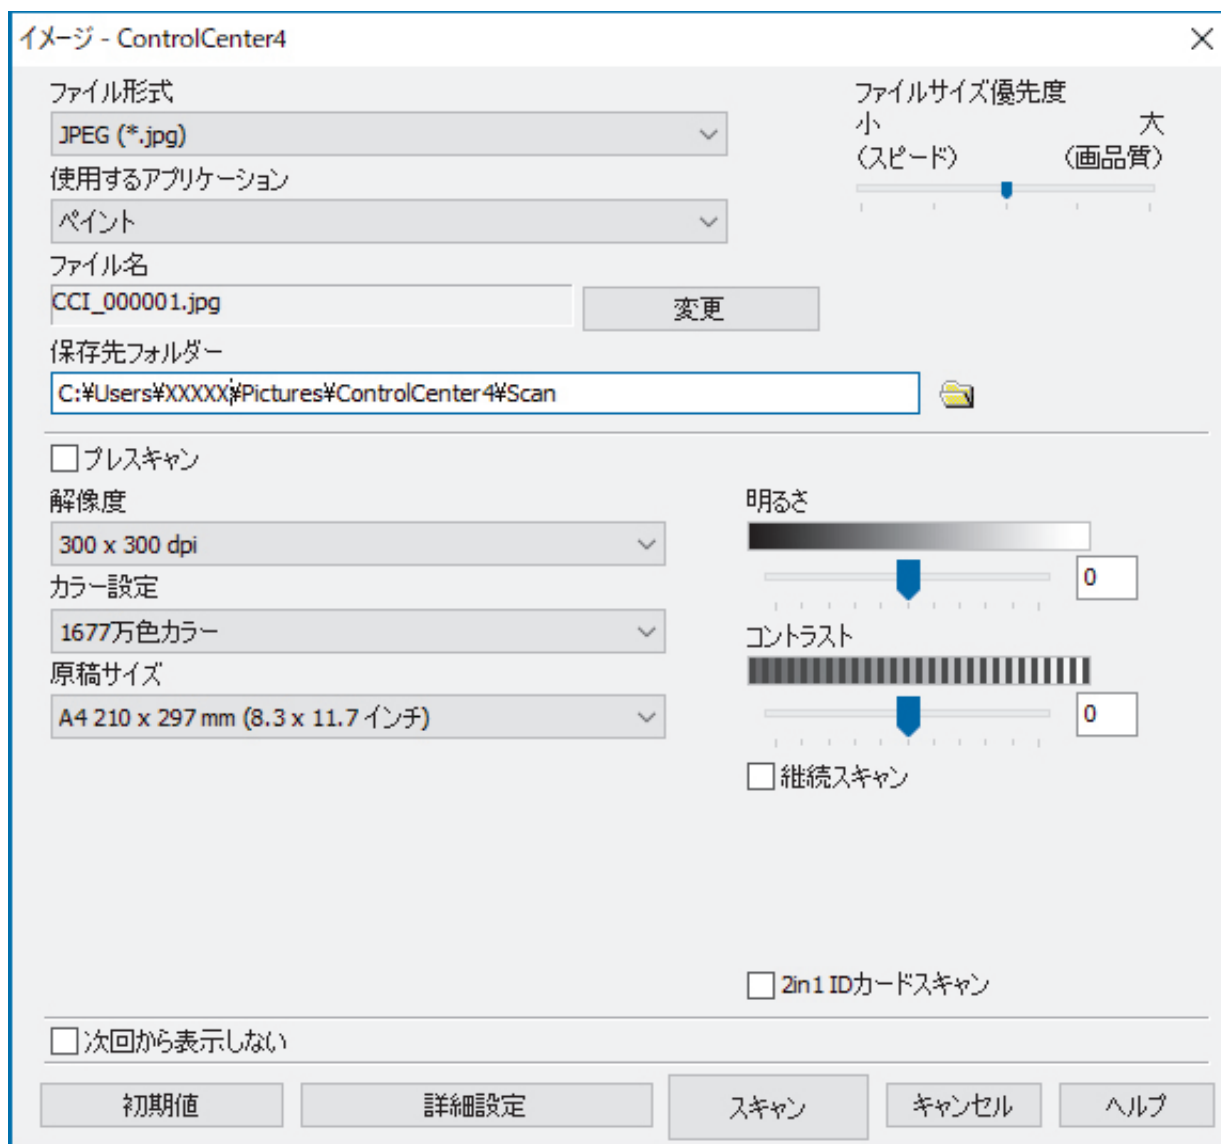 イメージ - ControlCenter4
ファイル形式
JPEG (*.jpg)
使用するアプリケーション
ペイント
ファイル名
CCI_000001.jpg
変更
保存先フォルダー
C:¥Users¥XXXXX¥Pictures¥ControlCenter4¥Scan
ファイルサイズ優先度
小 大
(スピード) (画品質)
プレスキャン
解像度
300 x 300 dpi
カラー設定
1677万色カラー
原稿サイズ
A4 210 x 297 mm (8.3 x 11.7 インチ)
明るさ
0
コントラスト
0
継続スキャン
2in1 IDカードスキャン
次回から表示しない
初期値 詳細設定 スキャン キャンセル ヘルプ